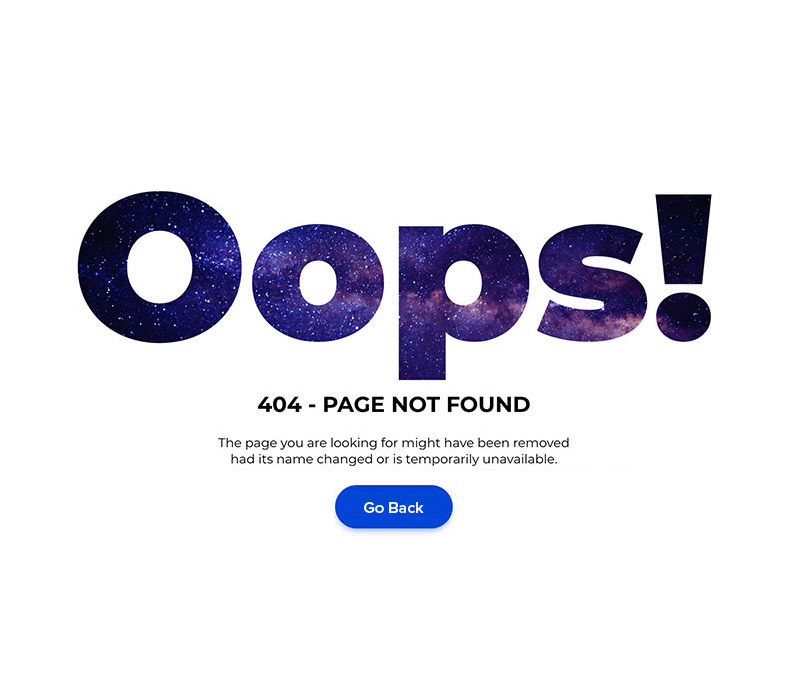 Oops!
404 - PAGE NOT FOUND
The page you are looking for might have been removed
had its name changed or is temporarily unavailable.
Go Back